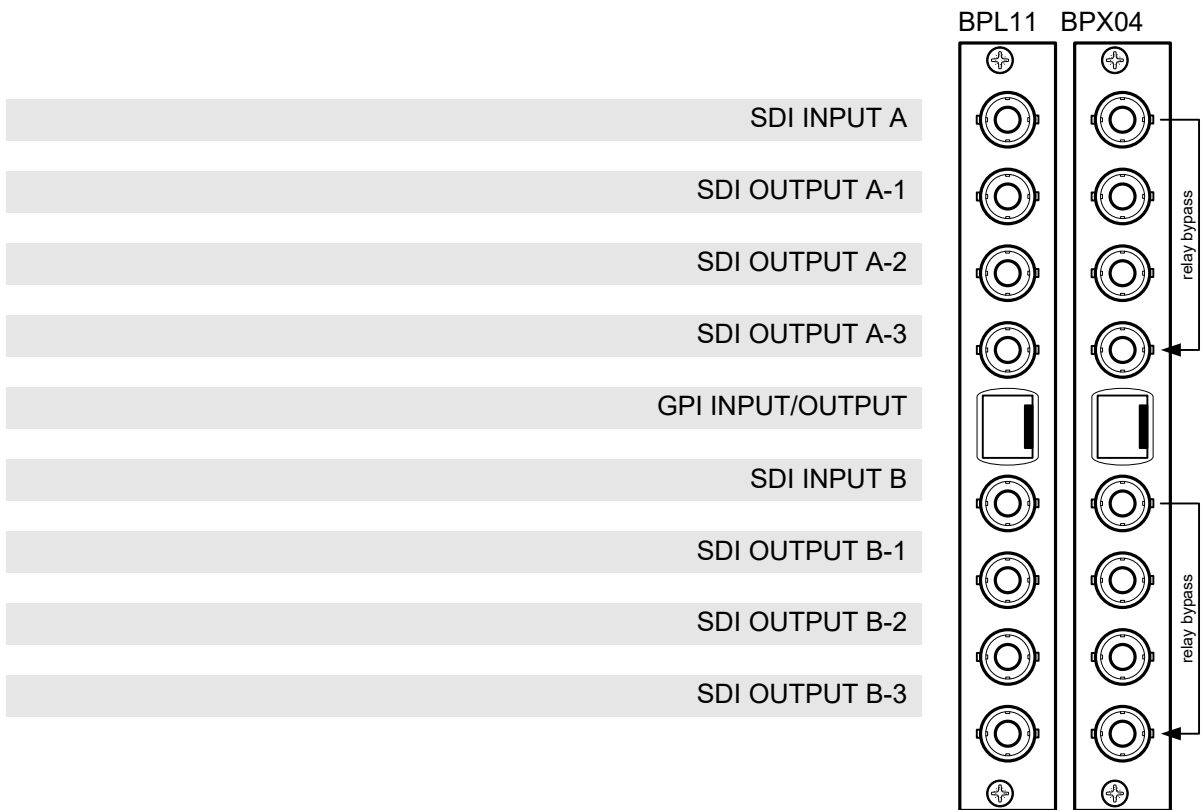 BPL11 BPX04
SDI INPUT A
SDI OUTPUT A-1
SDI OUTPUT A-2
SDI OUTPUT A-3
relay bypass
GPI INPUT/OUTPUT
SDI INPUT B
SDI OUTPUT B-1
SDI OUTPUT B-2
SDI OUTPUT B-3
relay bypass